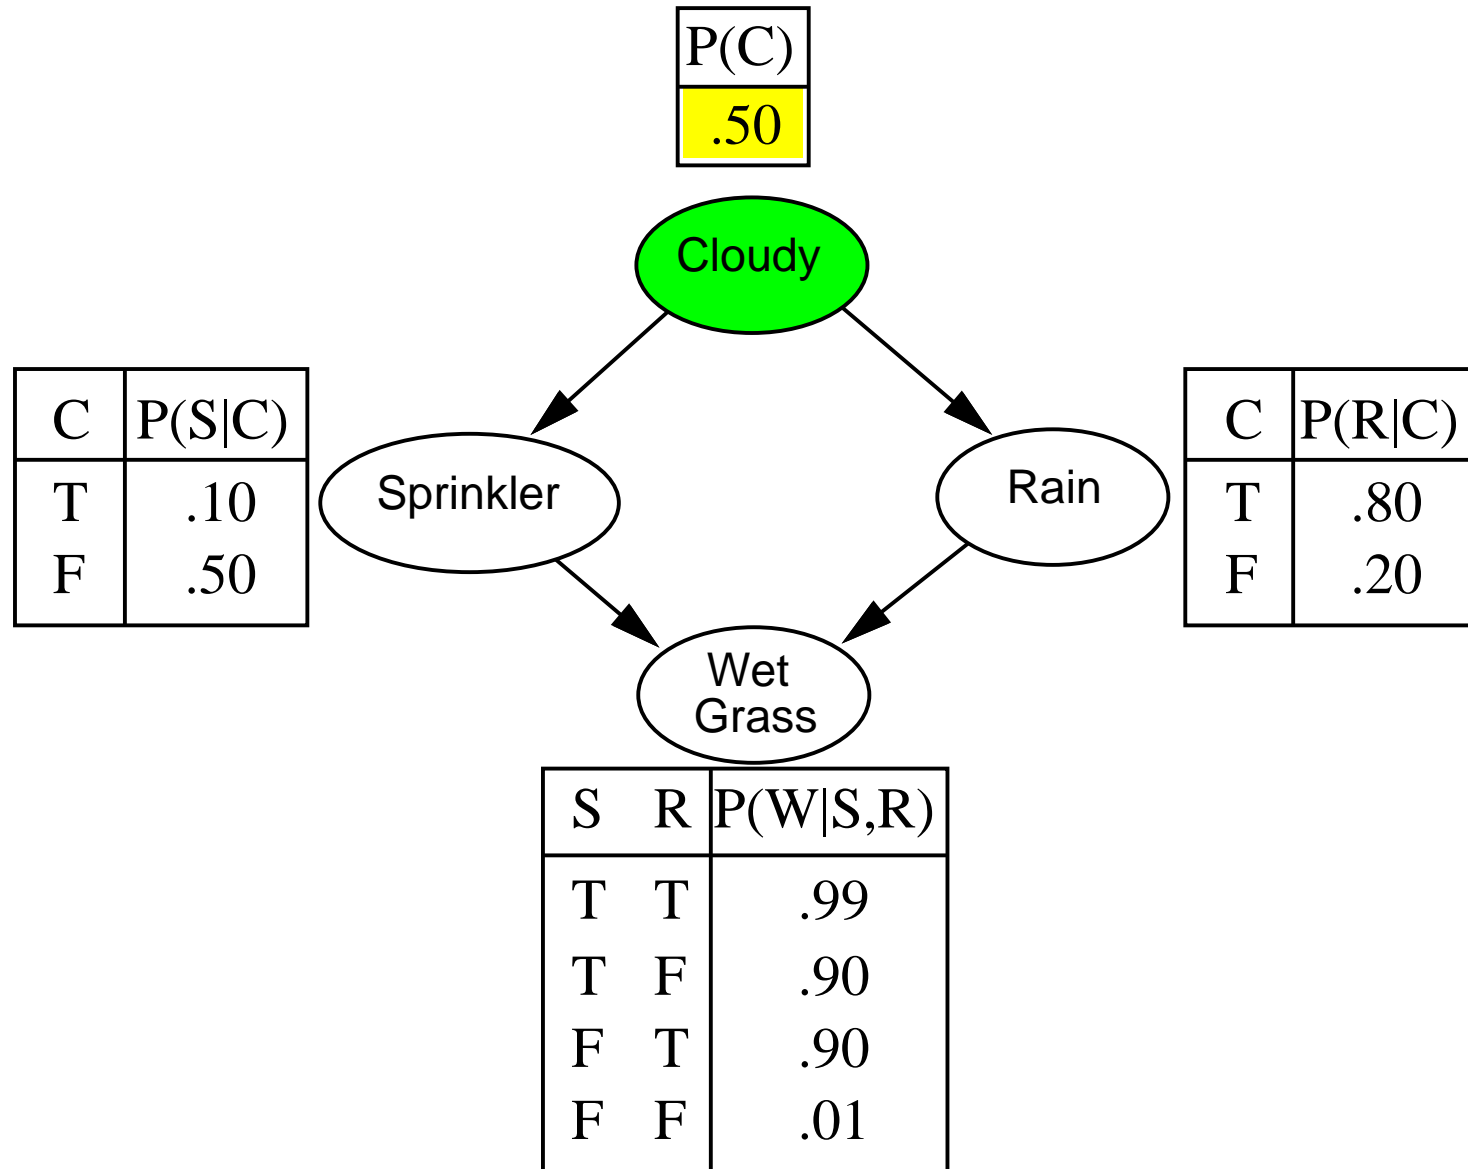 P(C)
.50
Cloudy
C P(S|C)
T .10
F .50
Sprinkler
Rain
C P(R|C)
T .80
F .20
Wet
Grass
S R P(W|S,R)
T T .99
T F .90
F T .90
F F .01